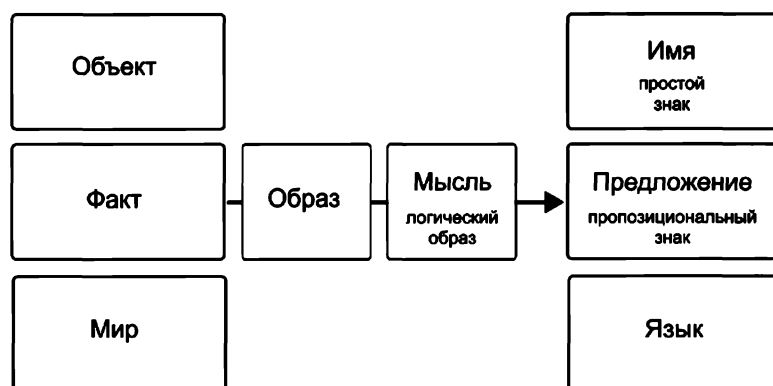 Объект
Имя
простой
знак
Факт
Образ
Мысль
логический
образ
Предложение
пропозициональный
знак
Мир
Язык